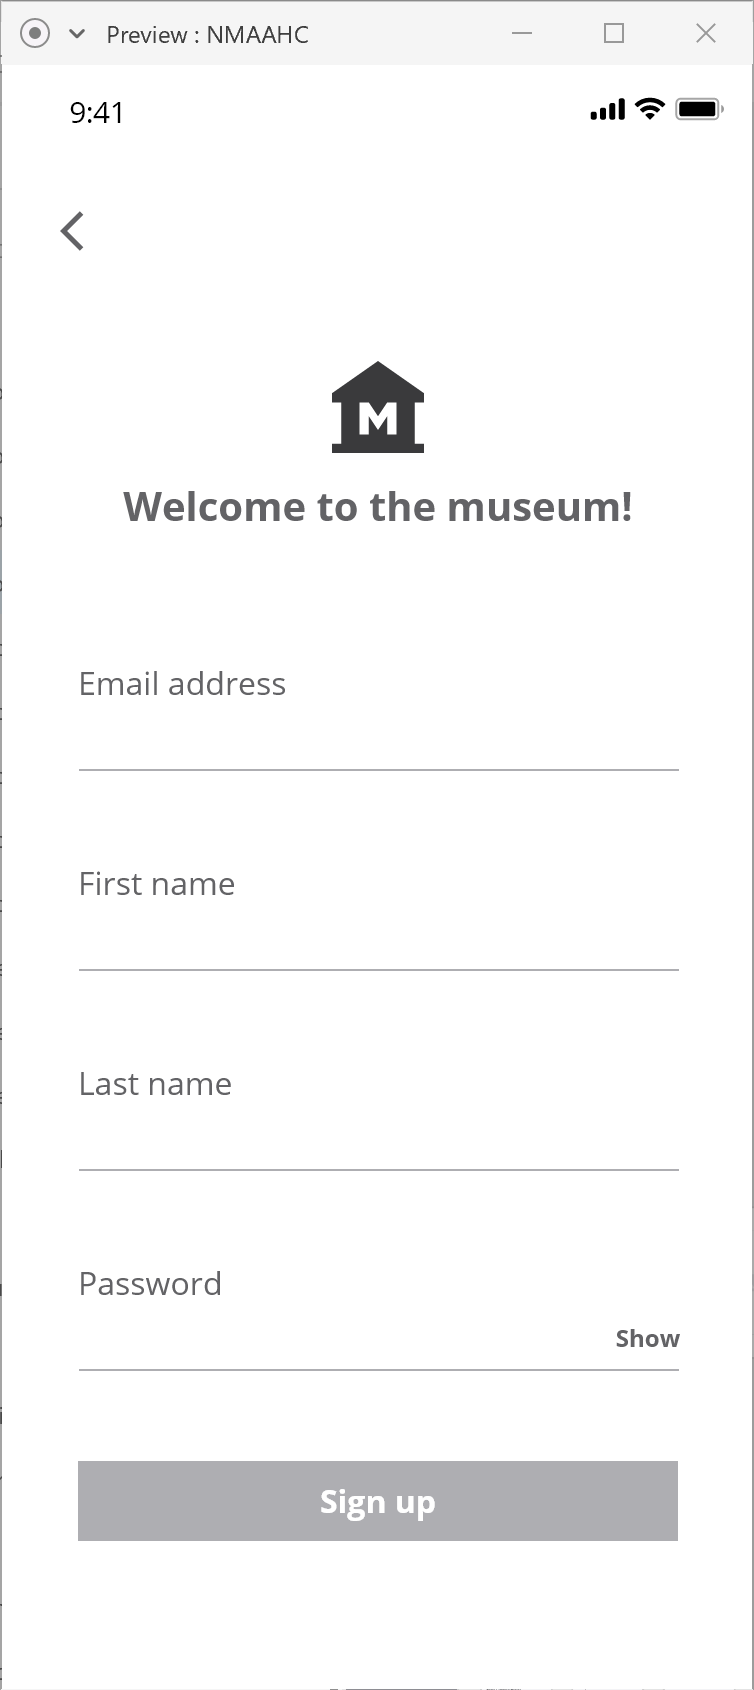 Preview : NMAAHC
9:41
M
Welcome to the museum!
Email address
First name
Last name
Password
Show
Sign up